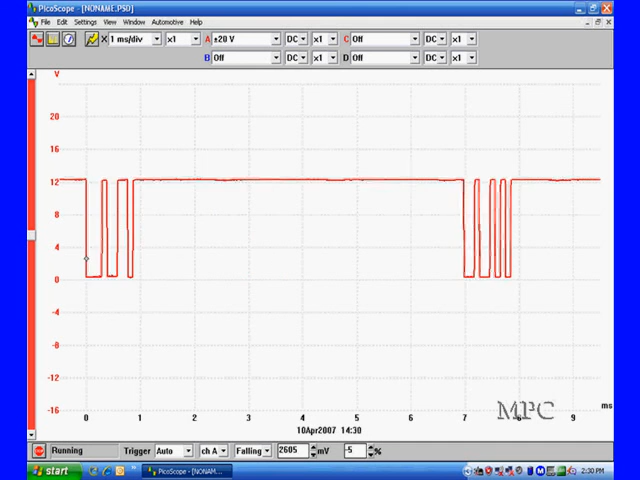 PicoScope - [NONAME.PSD]
File Edit Settings View Window Automotive Help
X 1 ms/div x1 A ±20 V DC x1 C Off DC x1
B Off DC x1 D Off DC x1
V
20
16
12
8
4
0
-4
-8
-12
-16
0 1 2 3 4 5 6 7 8 9 ms
10Apr2007 14:30
MPC
Running Trigger Auto ch A Falling 2605 mV -5 %
start PicoScope - [NONAM... 2:30 PM